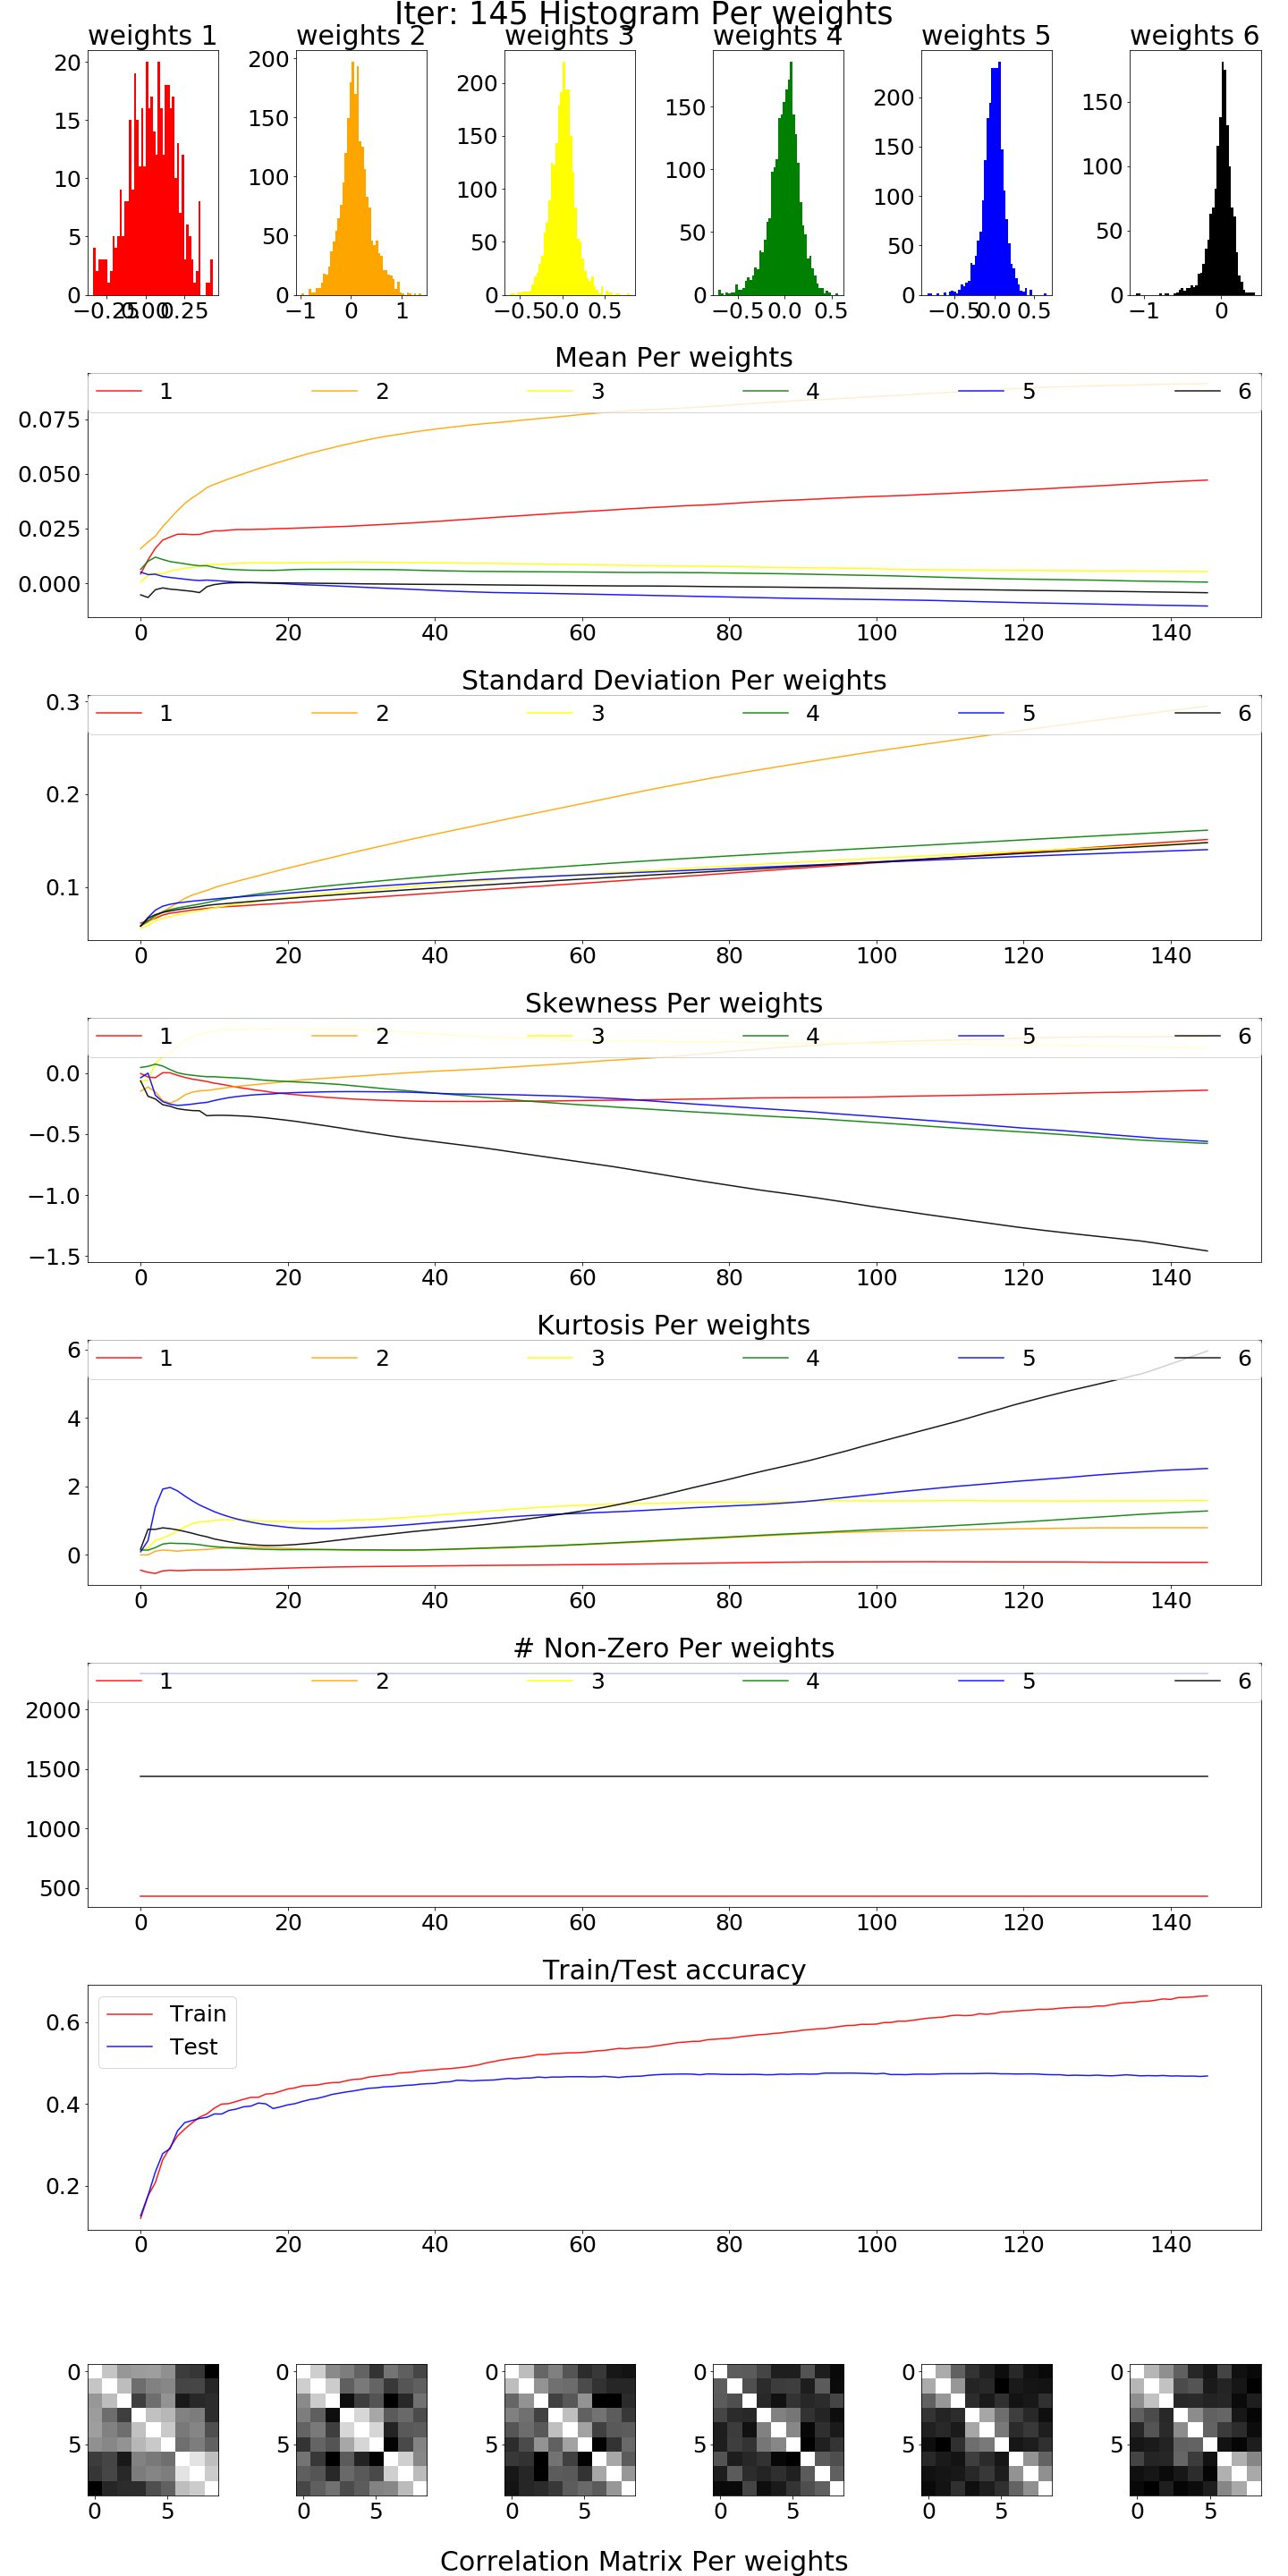 Iter: 145 Histogram Per weights
weights 1 weights 2 weights 3 weights 4 weights 5 weights 6
20 15 10 5 0
−0.25 0.00 0.25
200 150 100 50 0
−1 0 1
200 150 100 50 0
−0.5 0.0 0.5
150 100 50 0
−0.5 0.0 0.5
200 150 100 50 0
−0.5 0.0 0.5
150 100 50 0
−1 0
Mean Per weights
1 2 3 4 5 6
0.075
0.050
0.025
0.000
0 20 40 60 80 100 120 140
Standard Deviation Per weights
0.3
1 2 3 4 5 6
0.2
0.1
0 20 40 60 80 100 120 140
Skewness Per weights
1 2 3 4 5 6
0.0
−0.5
−1.0
−1.5
0 20 40 60 80 100 120 140
Kurtosis Per weights
6
1 2 3 4 5 6
4
2
0
0 20 40 60 80 100 120 140
# Non-Zero Per weights
1 2 3 4 5 6
2000
1500
1000
500
0 20 40 60 80 100 120 140
Train/Test accuracy
Train
Test
0.6
0.4
0.2
0 20 40 60 80 100 120 140
0 0 0 0 0 0
5 5 5 5 5 5
0 5 0 5 0 5 0 5 0 5 0 5
Correlation Matrix Per weights